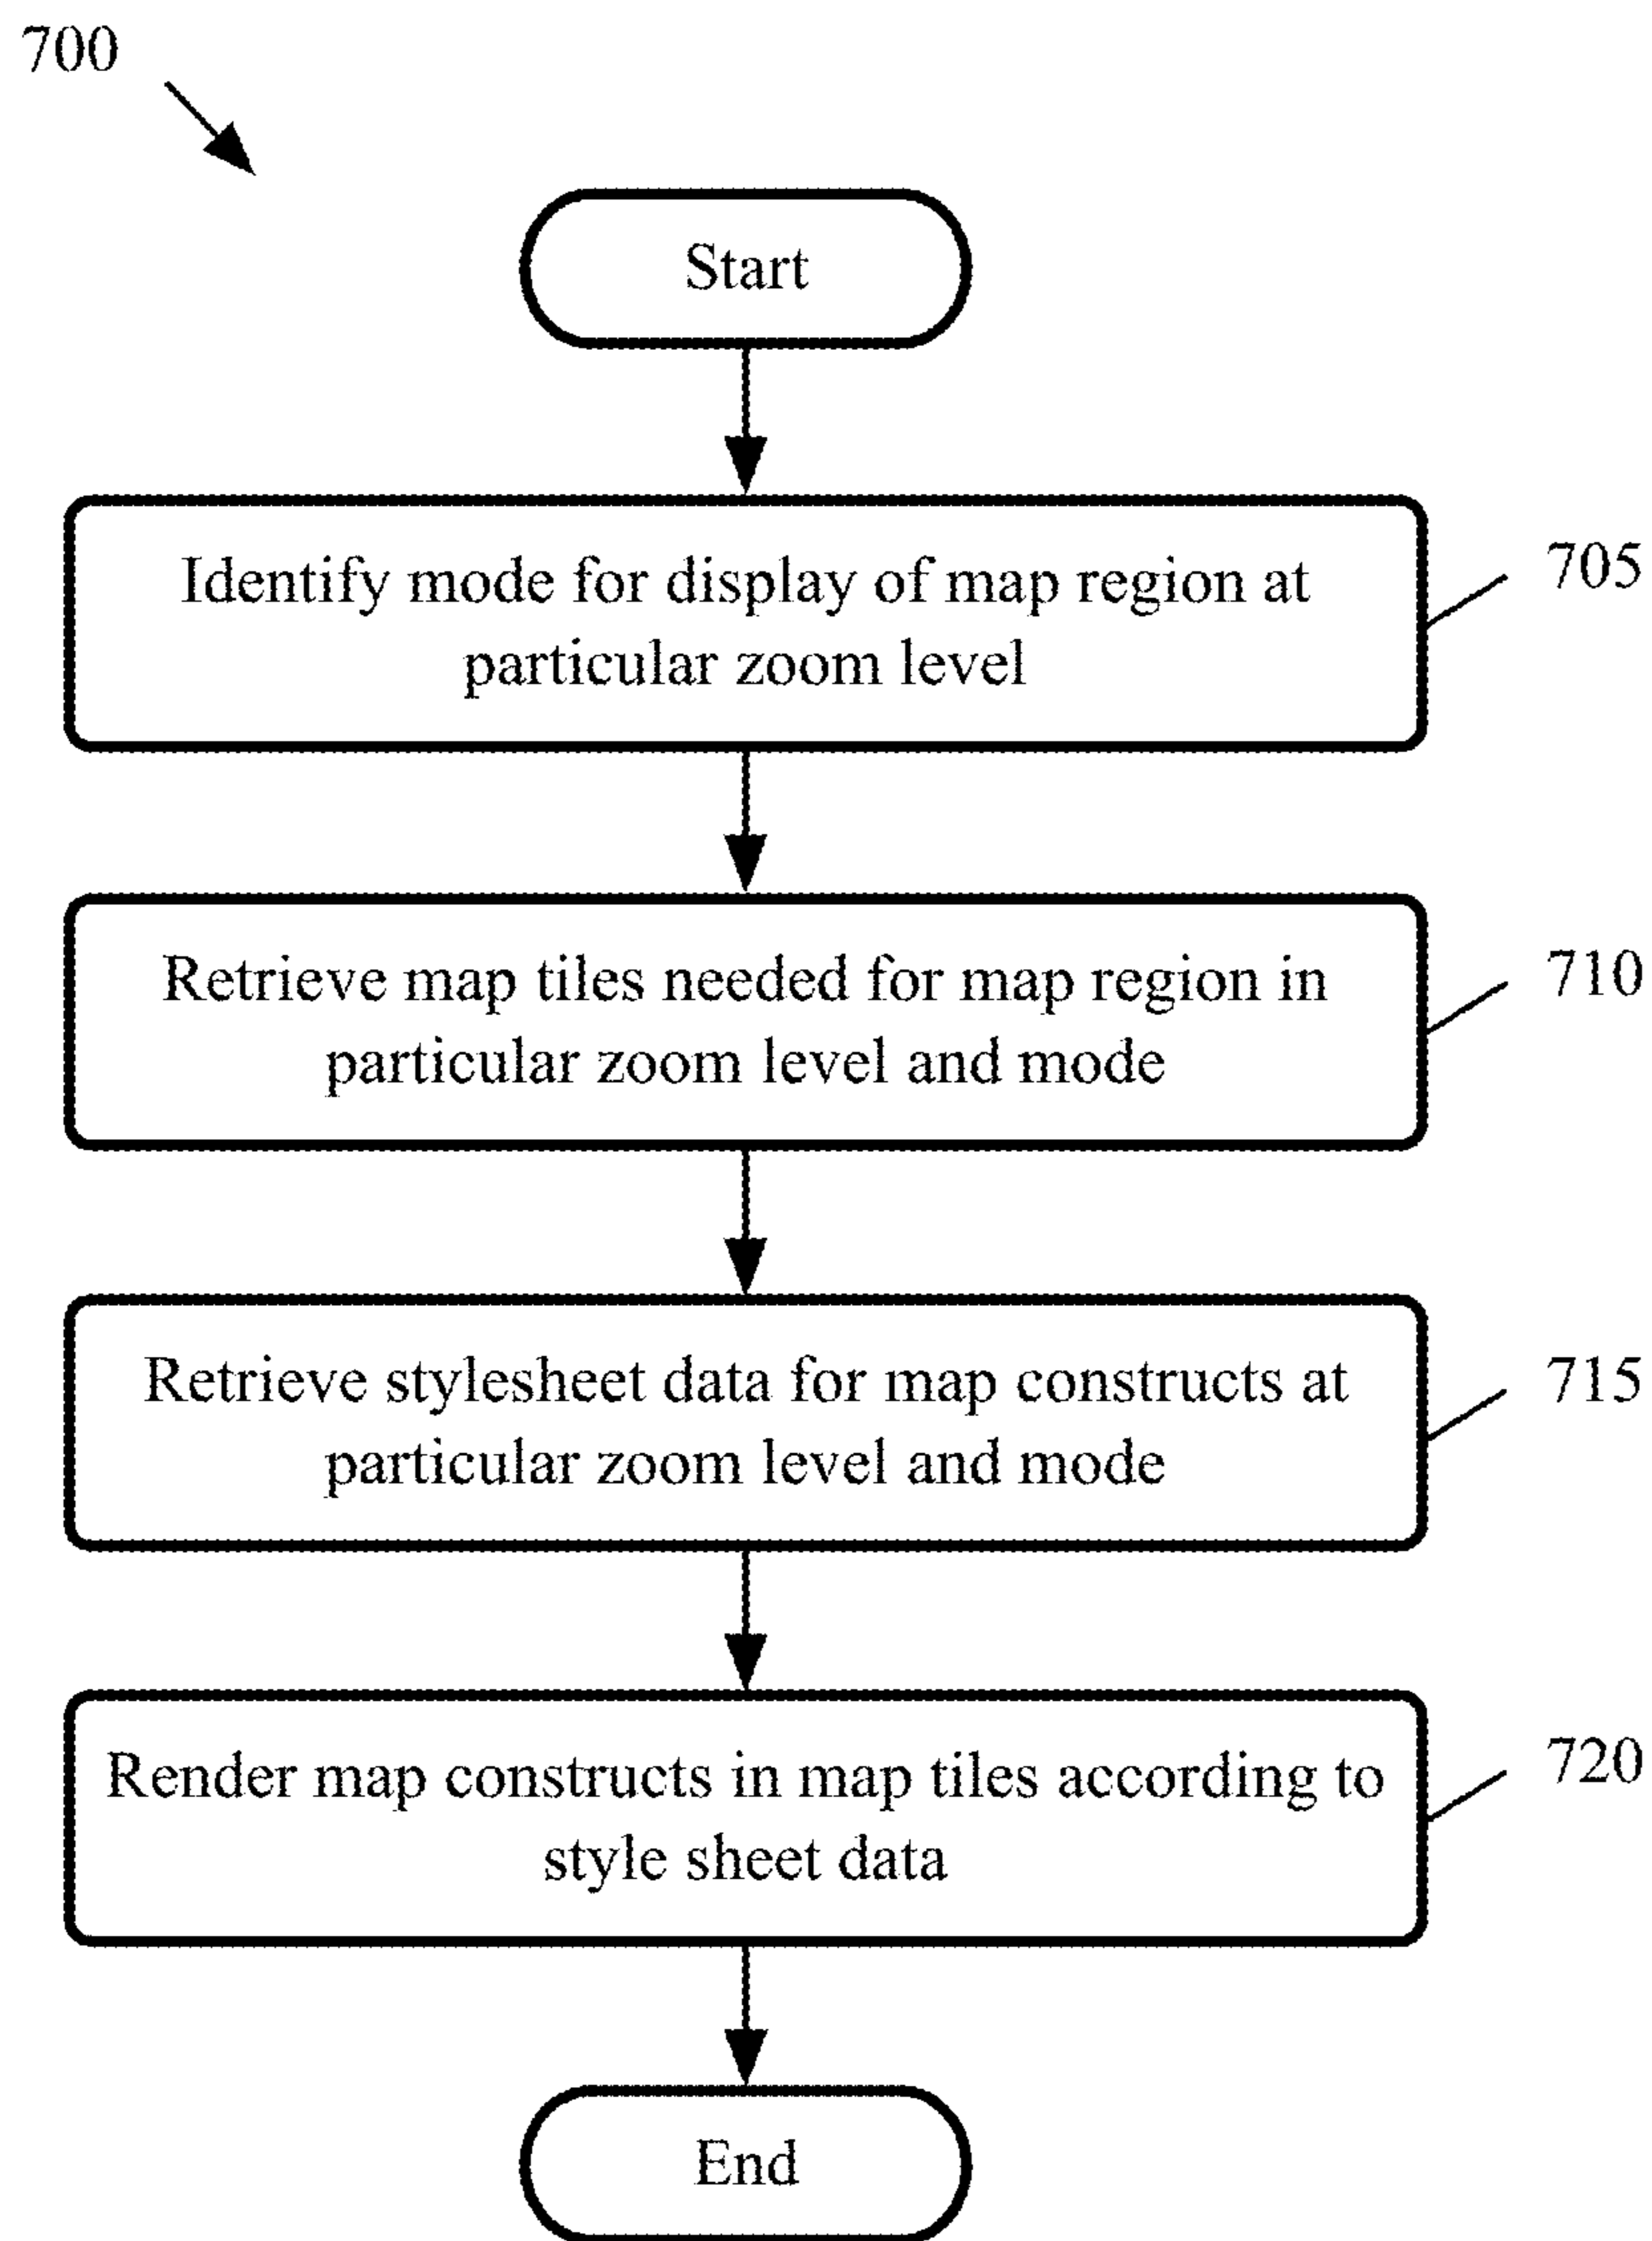 700
Start
Identify mode for display of map region at
particular zoom level
705
Retrieve map tiles needed for map region in
particular zoom level and mode
710
Retrieve stylesheet data for map constructs at
particular zoom level and mode
715
Render map constructs in map tiles according to
style sheet data
720
End